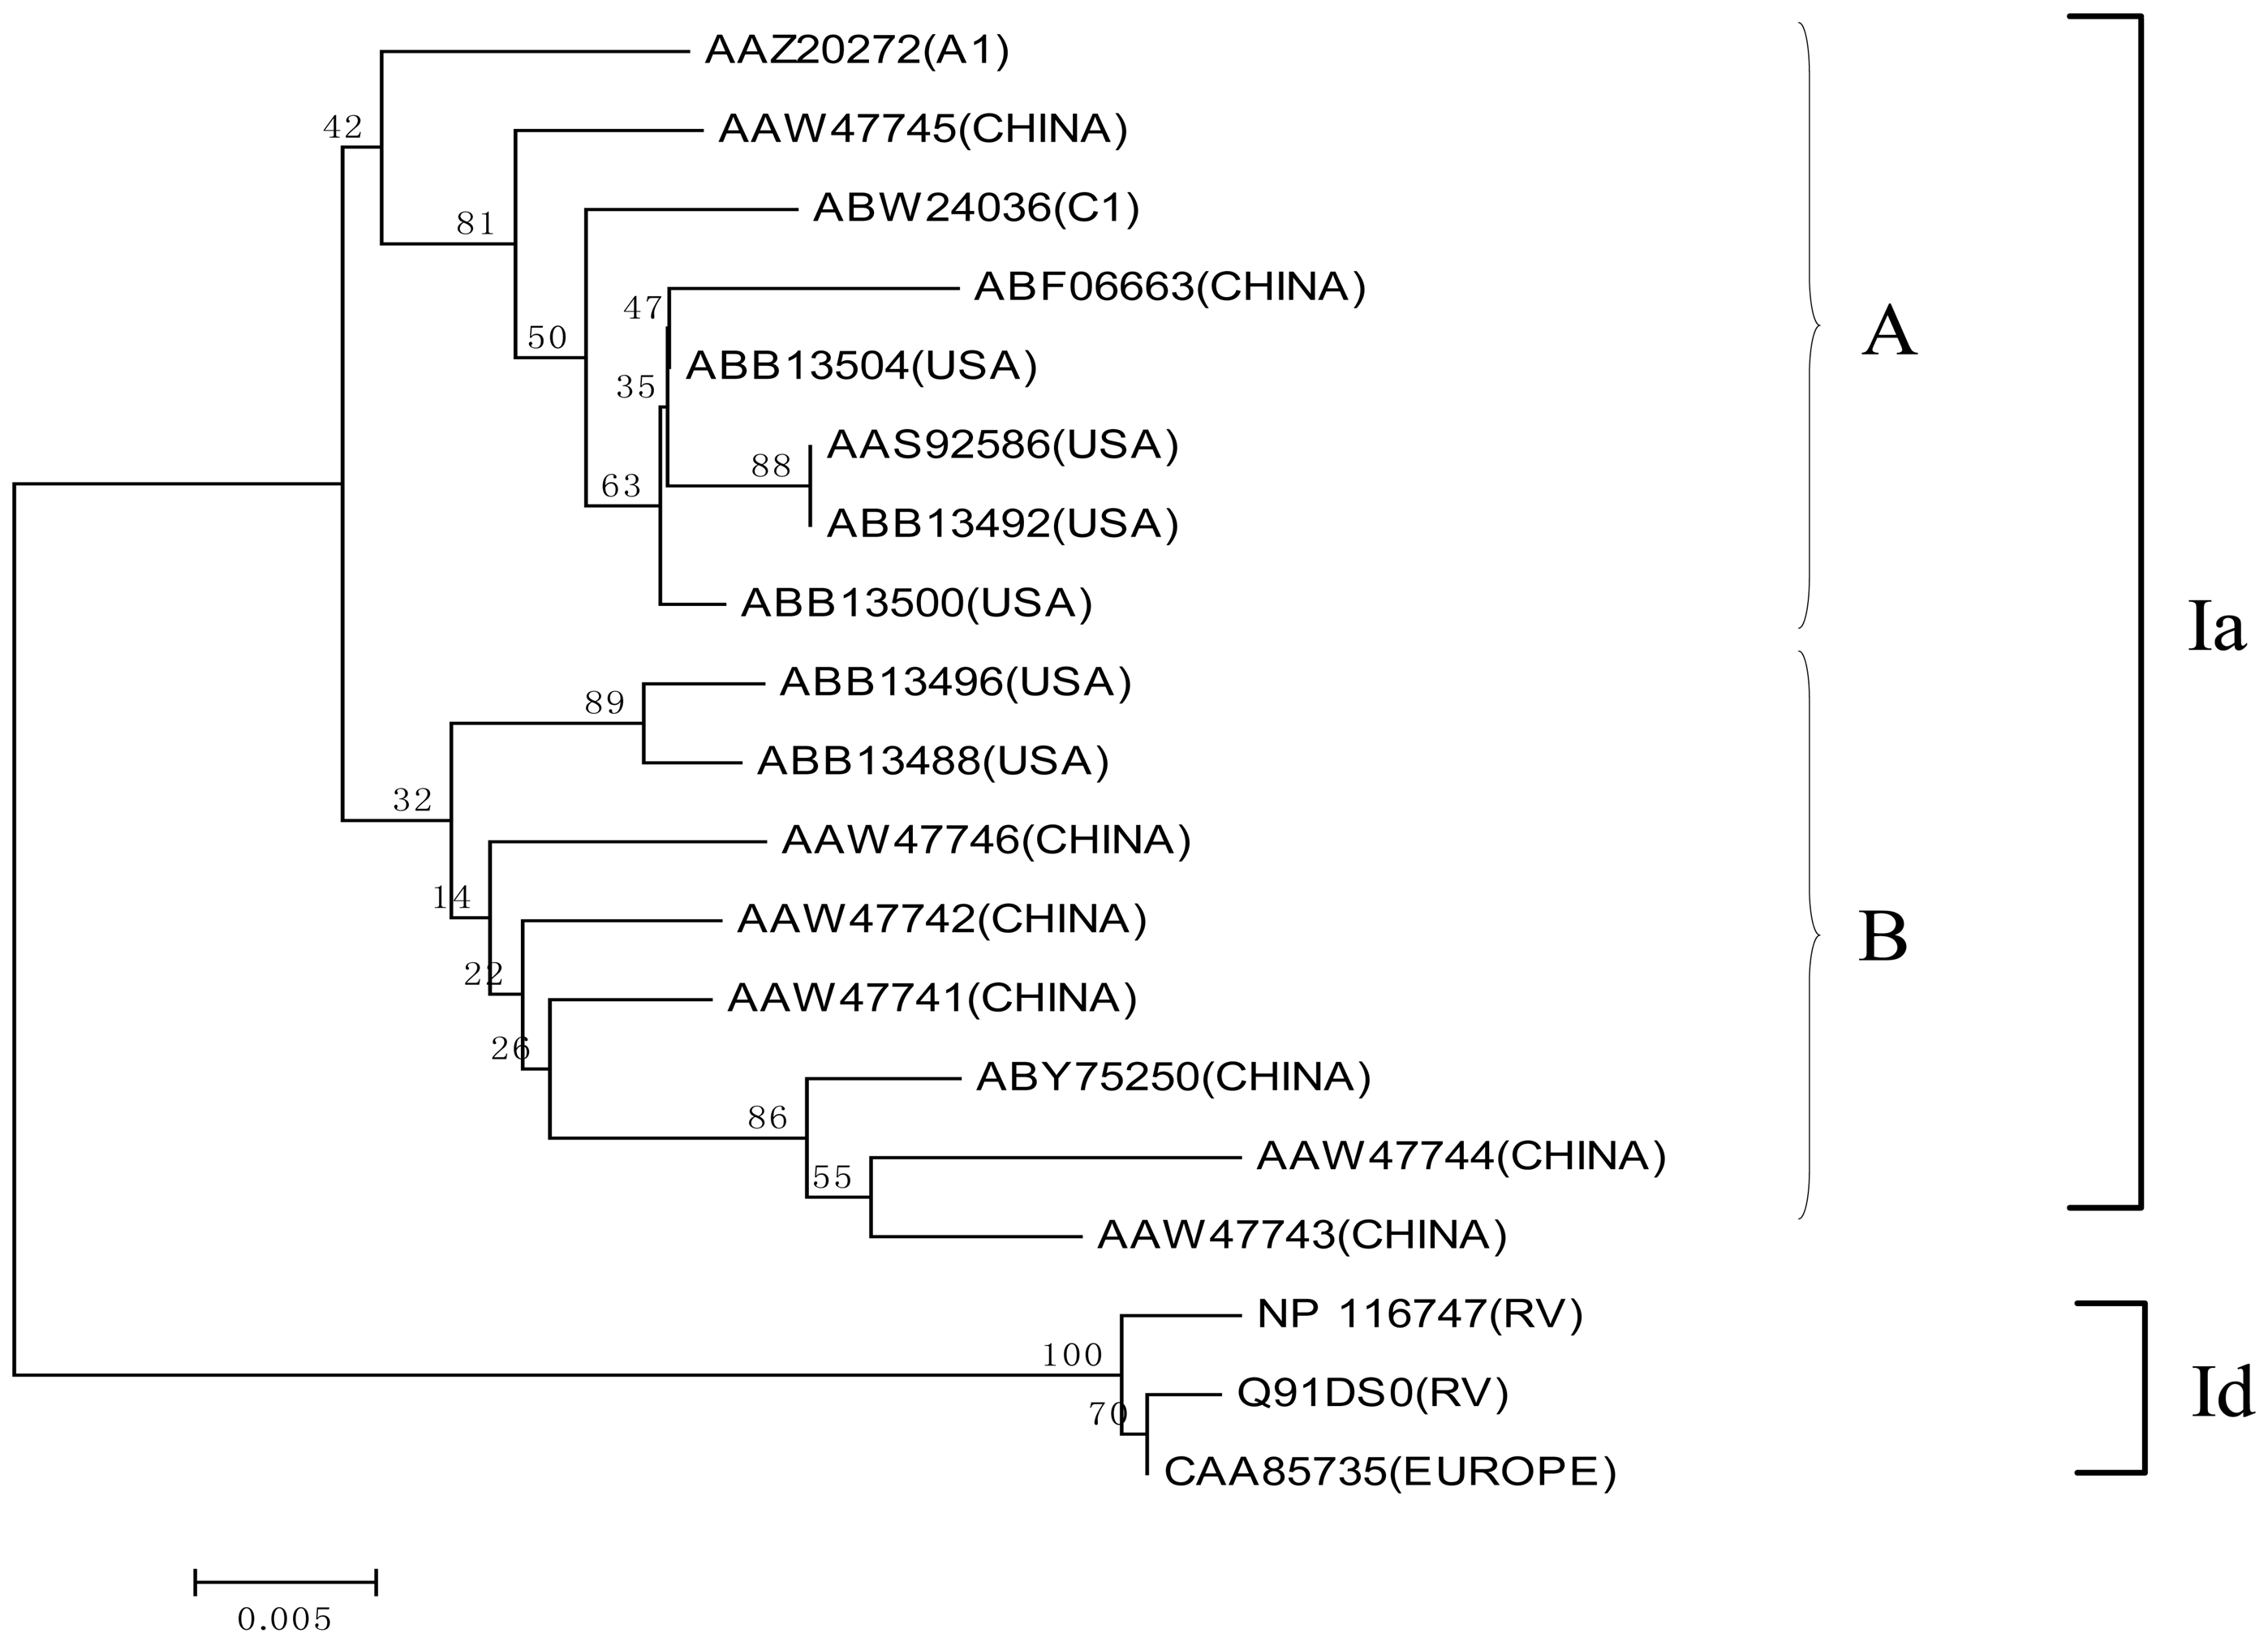 AAZ20272(A1)
42
AAW47745(CHINA)
81
ABW24036(C1)
50
ABF06663(CHINA)
47
A
ABB13504(USA)
35
AAS92586(USA)
88
63
ABB13492(USA)
ABB13500(USA)
Ia
ABB13496(USA)
89
ABB13488(USA)
32
AAW47746(CHINA)
14
AAW47742(CHINA)
B
22
AAW47741(CHINA)
26
ABY75250(CHINA)
86
AAW47744(CHINA)
55
AAW47743(CHINA)
NP 116747(RV)
100
Q91DS0(RV)
Id
70
CAA85735(EUROPE)
0.005